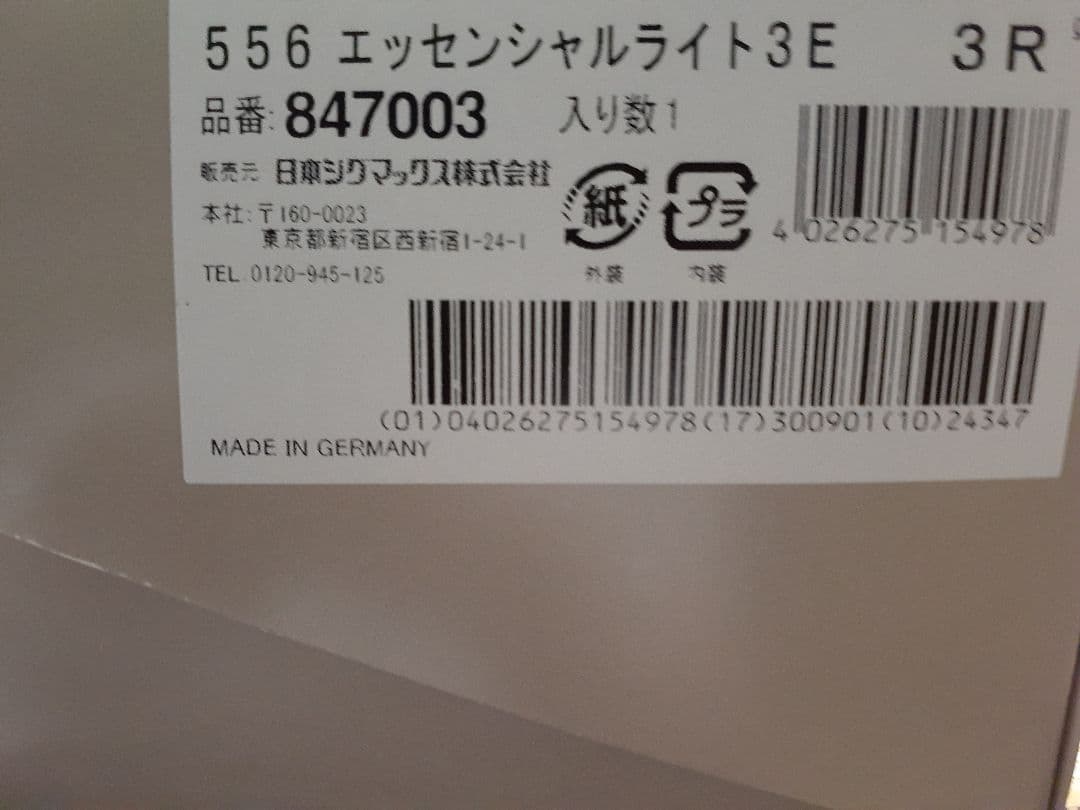 556 エッセンシャルライト3E 3R
品番: 847003 入り数 1
販売元 日本シグマックス株式会社
本社: 〒160-0023
東京都新宿区西新宿1-24-1
TEL.0120-945-125
紙
外装
プラ
内装
4 026275 154978
(01)04026275154978(17)300901(10)24347
MADE IN GERMANY